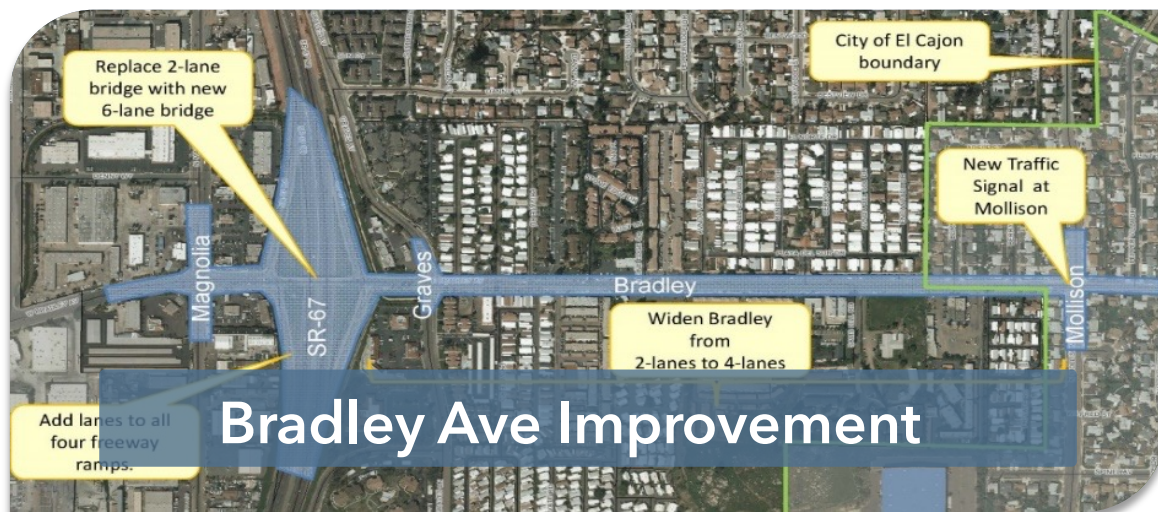 City of El Cajon
boundary
Replace 2-lane
bridge with new
6-lane bridge
New Traffic
Signal at
Mollison
Magnolia
SR-67
Graves
Bradley
Mollison
Widen Bradley
from
2-lanes to 4-lanes
Add lanes to all
four freeway
ramps.
Bradley Ave Improvement